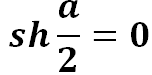 sh a/2 = 0